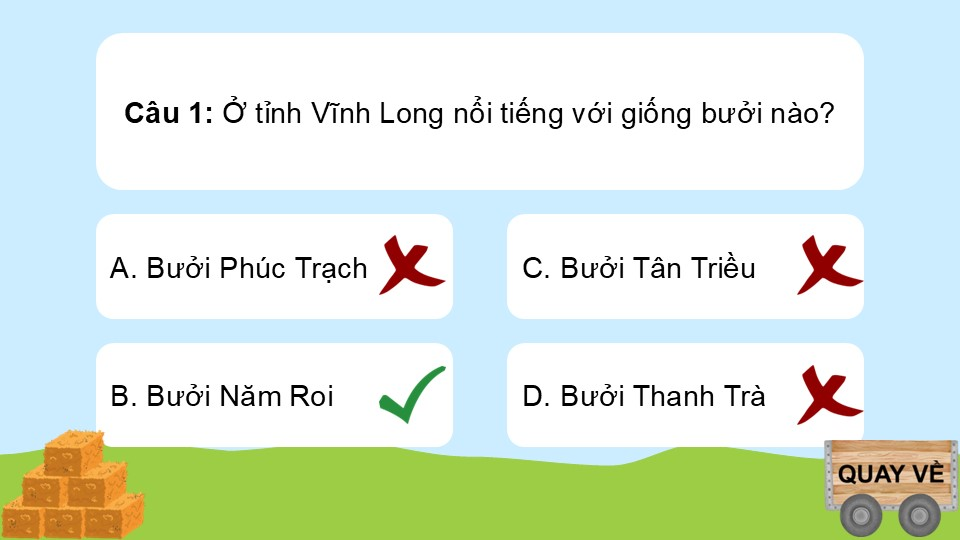 Câu 1: Ở tỉnh Vĩnh Long nổi tiếng với giống bưởi nào?
A. Bưởi Phúc Trạch
C. Bưởi Tân Triều
B. Bưởi Năm Roi
D. Bưởi Thanh Trà
QUAY VỀ